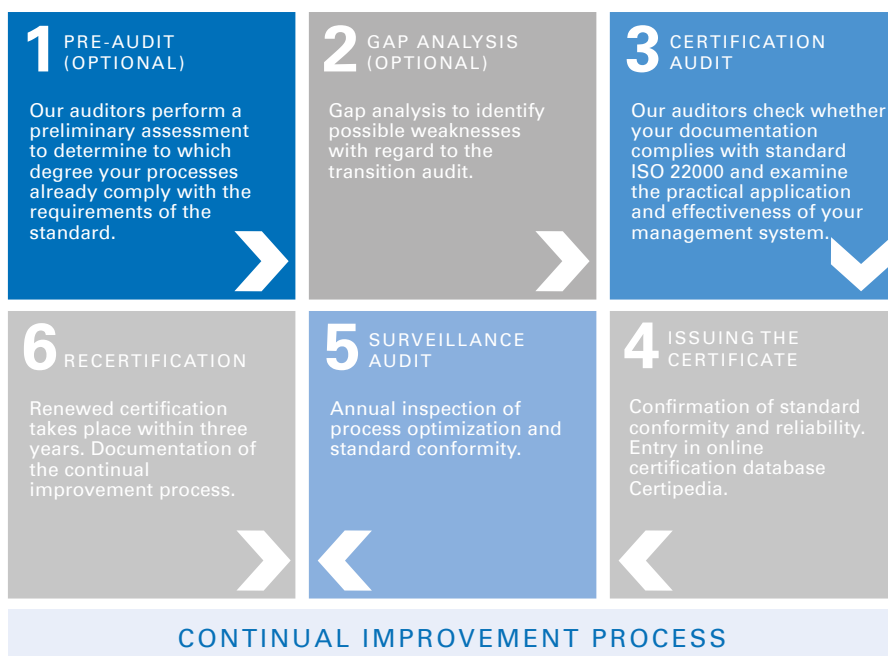 1 PRE-AUDIT
(OPTIONAL)
Our auditors perform a
preliminary assessment
to determine to which
degree your processes
already comply with the
requirements of the
standard.
2 GAP ANALYSIS
(OPTIONAL)
Gap analysis to identify
possible weaknesses
with regard to the
transition audit.
3 CERTIFICATION
AUDIT
Our auditors check whether
your documentation
complies with standard
ISO 22000 and examine
the practical application
and effectiveness of your
management system.
4 ISSUING THE
CERTIFICATE
Confirmation of standard
conformity and reliability.
Entry in online
certification database
Certipedia.
5 SURVEILLANCE
AUDIT
Annual inspection of
process optimization and
standard conformity.
6 RECERTIFICATION
Renewed certification
takes place within three
years. Documentation of
the continual
improvement process.
CONTINUAL IMPROVEMENT PROCESS